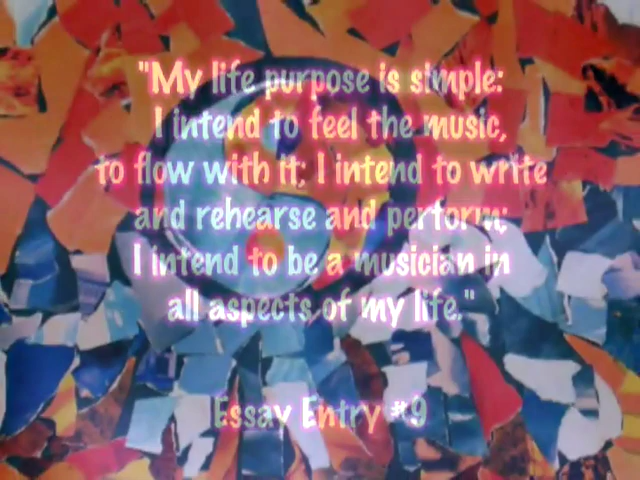 "My life purpose is simple:
I intend to feel the music,
to flow with it; I intend to write
and rehearse and perform;
I intend to be a musician in
all aspects of my life."
Essay Entry #9